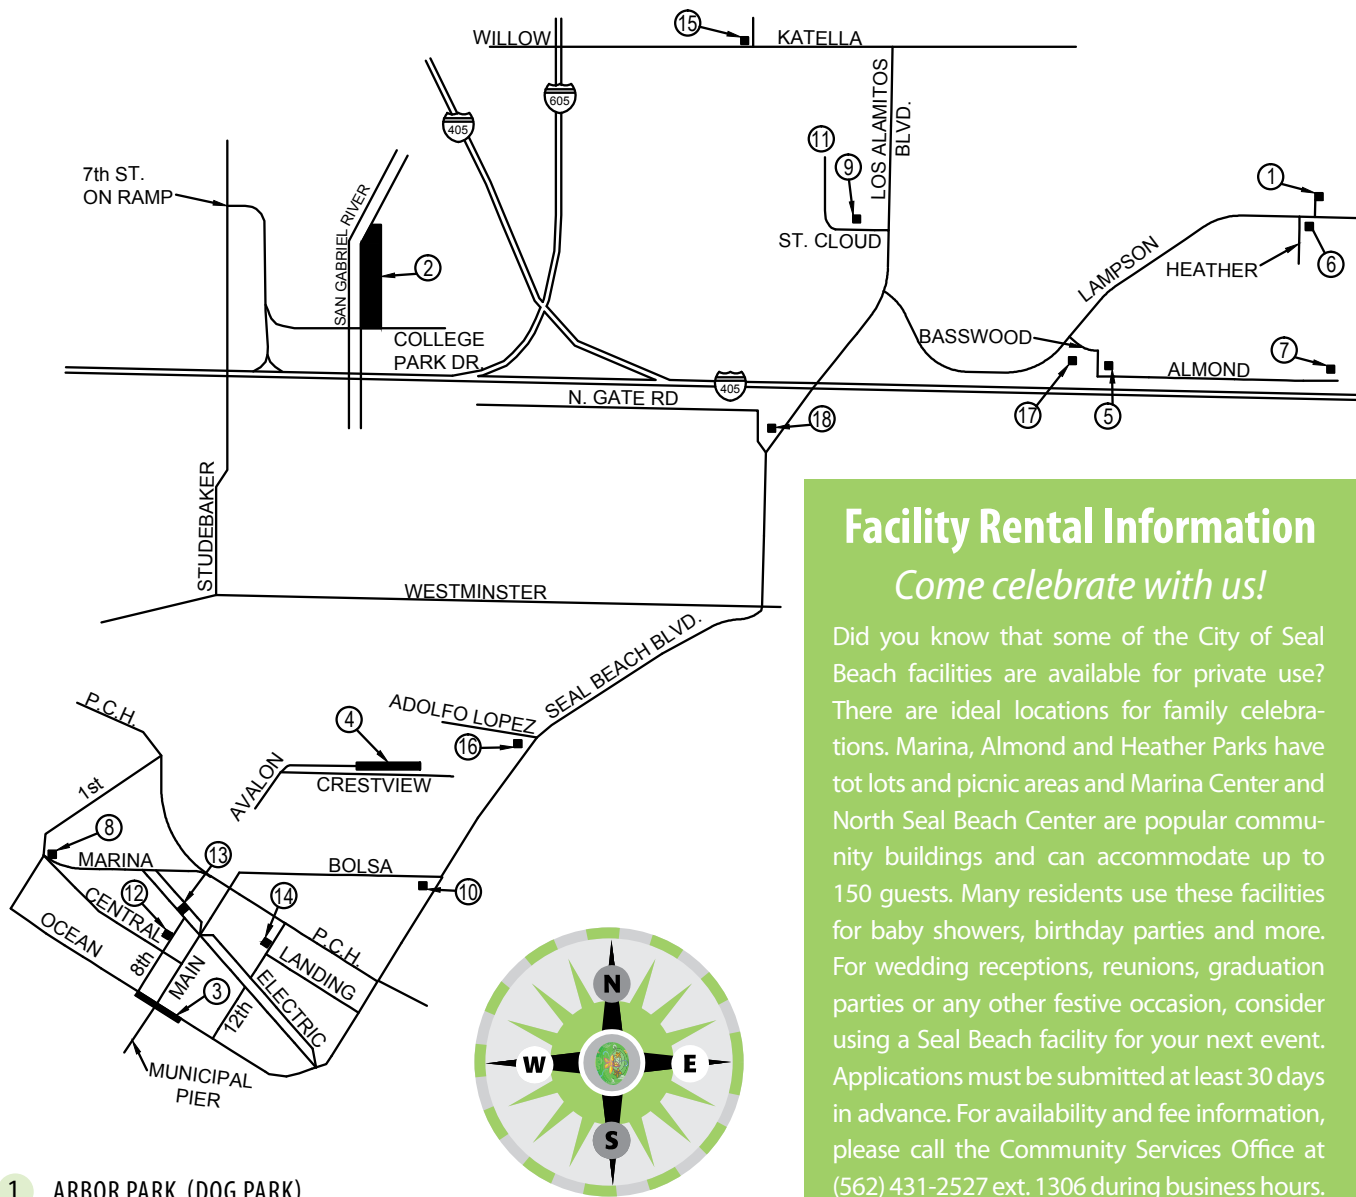 WILLOW
15
KATELLA
605
405
LOS ALAMITOS
BLVD.
11
9
7th ST.
ON RAMP
SAN GABRIEL RIVER
2
ST. CLOUD
1
6
LAMPSON
HEATHER
COLLEGE
PARK DR.
BASSWOOD
7
ALMOND
405
N. GATE RD
18
17
5
STUDEBAKER
WESTMINSTER
SEAL BEACH BLVD.
ADOLFO LOPEZ
16
P.C.H.
4
AVALON
CRESTVIEW
1st
8
MARINA
13
BOLSA
10
12
CENTRAL
14
OCEAN
P.C.H.
8th
MAIN
LANDING
3
ELECTRIC
12th
MUNICIPAL
PIER
N
W
E
S
1 ARBOR PARK (DOG PARK)
Facility Rental Information
Come celebrate with us!
Did you know that some of the City of Seal
Beach facilities are available for private use?
There are ideal locations for family celebra-
tions. Marina, Almond and Heather Parks have
tot lots and picnic areas and Marina Center and
North Seal Beach Center are popular commu-
nity buildings and can accommodate up to
150 guests. Many residents use these facilities
for baby showers, birthday parties and more.
For wedding receptions, reunions, graduation
parties or any other festive occasion, consider
using a Seal Beach facility for your next event.
Applications must be submitted at least 30 days
in advance. For availability and fee information,
please call the Community Services Office at
(562) 431-2527 ext. 1306 during business hours.